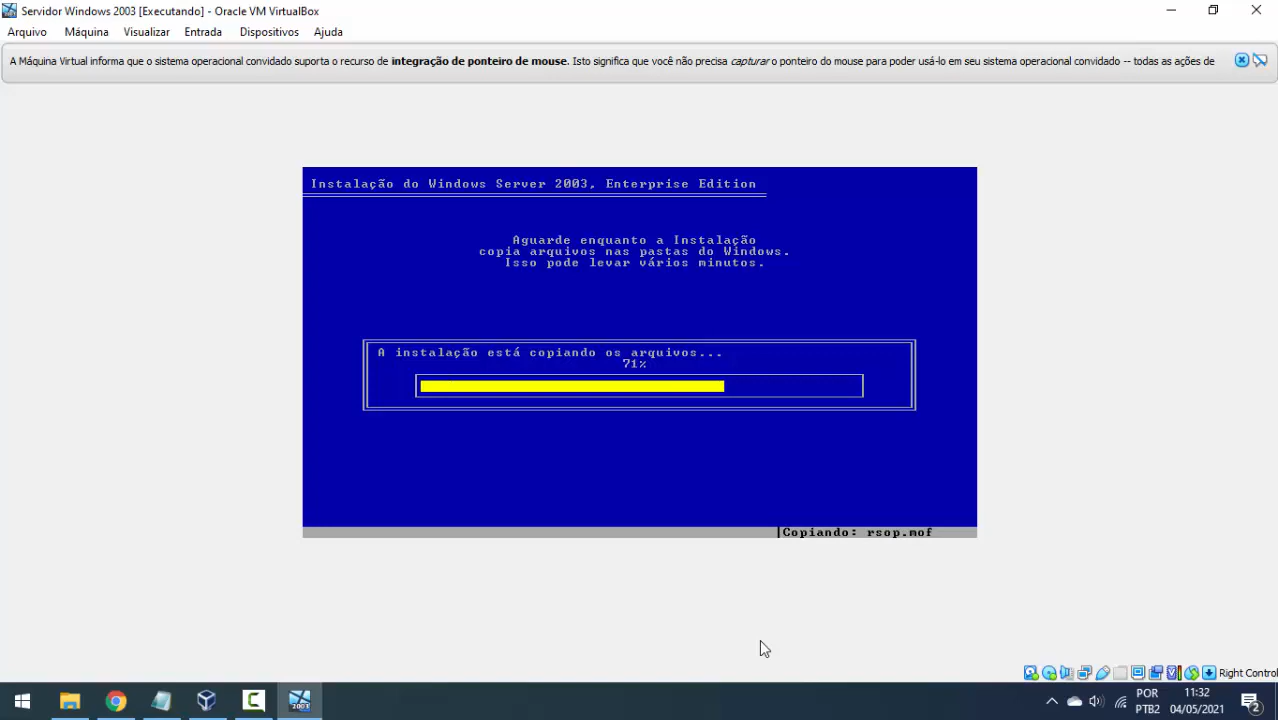 Servidor Windows 2003 [Executando] - Oracle VM VirtualBox
Arquivo Máquina Visualizar Entrada Dispositivos Ajuda
A Máquina Virtual informa que o sistema operacional convidado suporta o recurso de integração de ponteiro de mouse. Isto significa que você não precisa capturar o ponteiro do mouse para poder usá-lo em seu sistema operacional convidado -- todas as ações de
Instalação do Windows Server 2003, Enterprise Edition
Aguarde enquanto a Instalação
copia arquivos nas pastas do Windows.
Isso pode levar vários minutos.
A instalação está copiando os arquivos...
71%
Copiando: rsop.mof
Right Control
POR 11:32
PTB2 04/05/2021 2